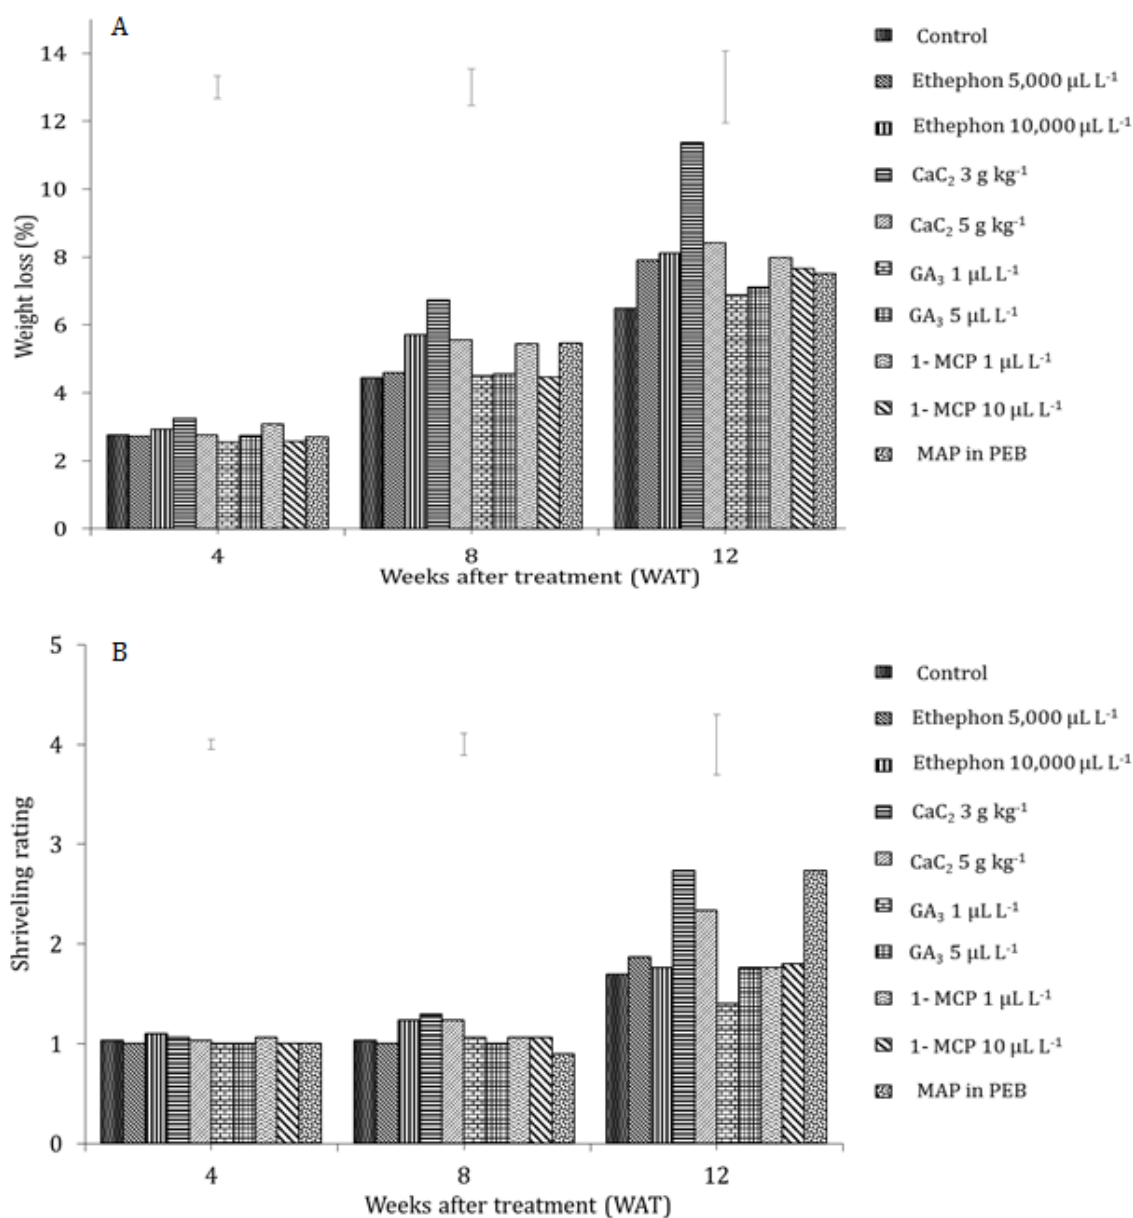 A
14
12
10
8
6
4
2
0
Weight loss (%)
4 8 12
Weeks after treatment (WAT)
Control
Ethephon 5,000 µL L⁻¹
Ethephon 10,000 µL L⁻¹
CaC₂ 3 g kg⁻¹
CaC₂ 5 g kg⁻¹
GA₃ 1 µL L⁻¹
GA₃ 5 µL L⁻¹
1- MCP 1 µL L⁻¹
1- MCP 10 µL L⁻¹
MAP in PEB
B
5
4
3
2
1
0
Shriveling rating
4 8 12
Weeks after treatment (WAT)
Control
Ethephon 5,000 µL L⁻¹
Ethephon 10,000 µL L⁻¹
CaC₂ 3 g kg⁻¹
CaC₂ 5 g kg⁻¹
GA₃ 1 µL L⁻¹
GA₃ 5 µL L⁻¹
1- MCP 1 µL L⁻¹
1- MCP 10 µL L⁻¹
MAP in PEB